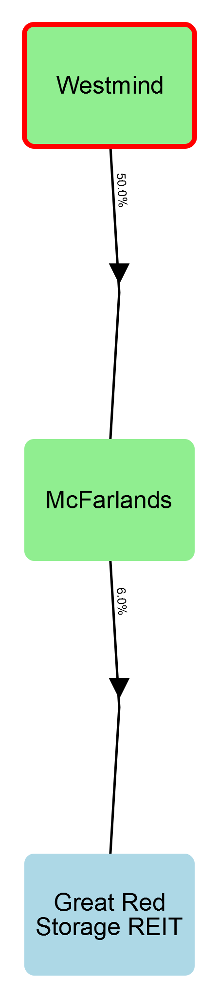 Westmind
50.0%
McFarlands
6.0%
Great Red
Storage REIT